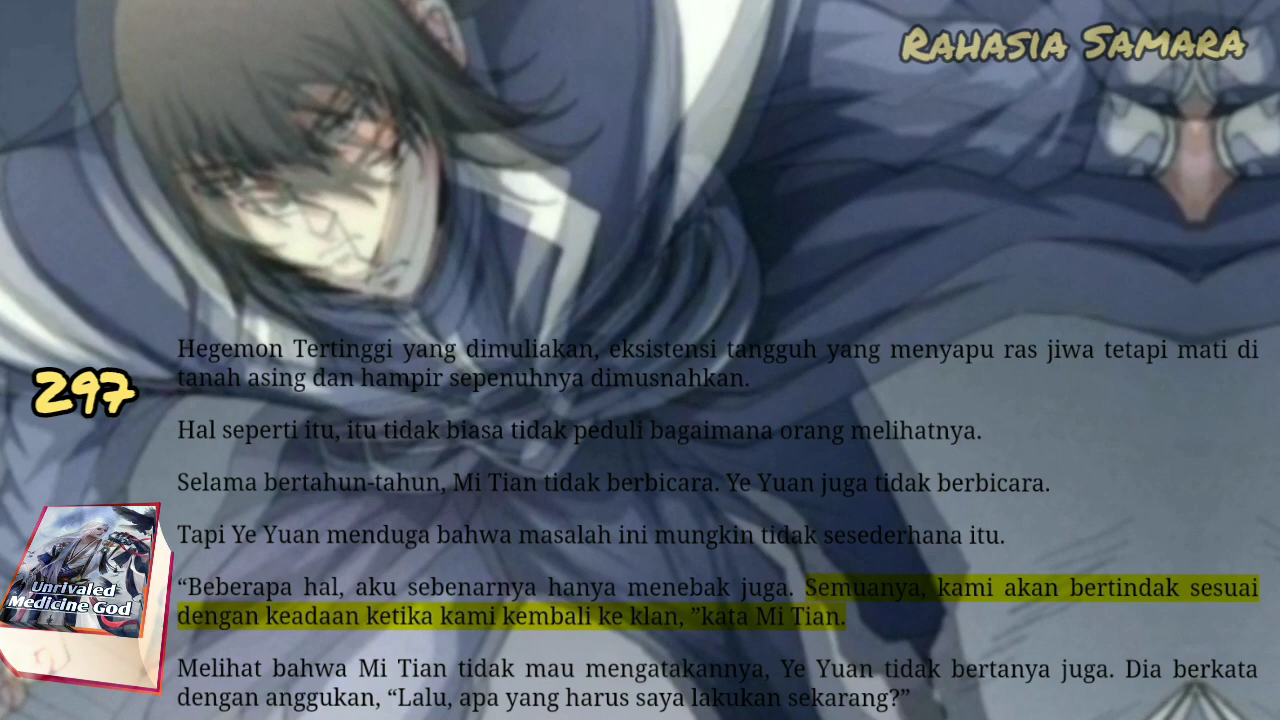 Rahasia Samara
Hegemon Tertinggi yang dimuliakan, eksistensi tangguh yang menyapu ras jiwa tetapi mati di
tanah asing dan hampir sepenuhnya dimusnahkan.
297
Hal seperti itu, itu tidak biasa tidak peduli bagaimana orang melihatnya.
Selama bertahun-tahun, Mi Tian tidak berbicara. Ye Yuan juga tidak berbicara.
Tapi Ye Yuan menduga bahwa masalah ini mungkin tidak sesederhana itu.
“Beberapa hal, aku sebenarnya hanya menebak juga. Semuanya, kami akan bertindak sesuai
dengan keadaan ketika kami kembali ke klan, ”kata Mi Tian.
Unrivaled
Medicine God
Melihat bahwa Mi Tian tidak mau mengatakannya, Ye Yuan tidak bertanya juga. Dia berkata
dengan anggukan, “Lalu, apa yang harus saya lakukan sekarang?”